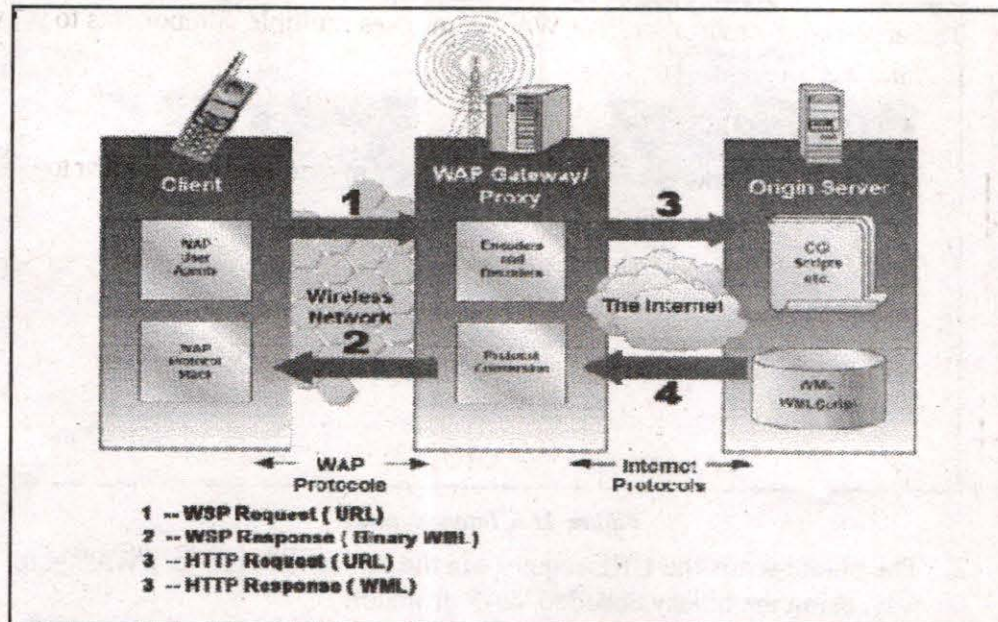 Client
WAP Gateway/
Proxy
Origin Server
1
3
WAP
User
Agents
Encoders
and
Decoders
CGI
Scripts
etc.
Wireless
Network
The Internet
2
4
WAP
Protocol
Stack
Protocol
Conversion
WML
WMLScript
WAP
Protocols
Internet
Protocols
1 -- WSP Request ( URL)
2 -- WSP Response ( Binary WML)
3 -- HTTP Request ( URL)
3 -- HTTP Response ( WML)